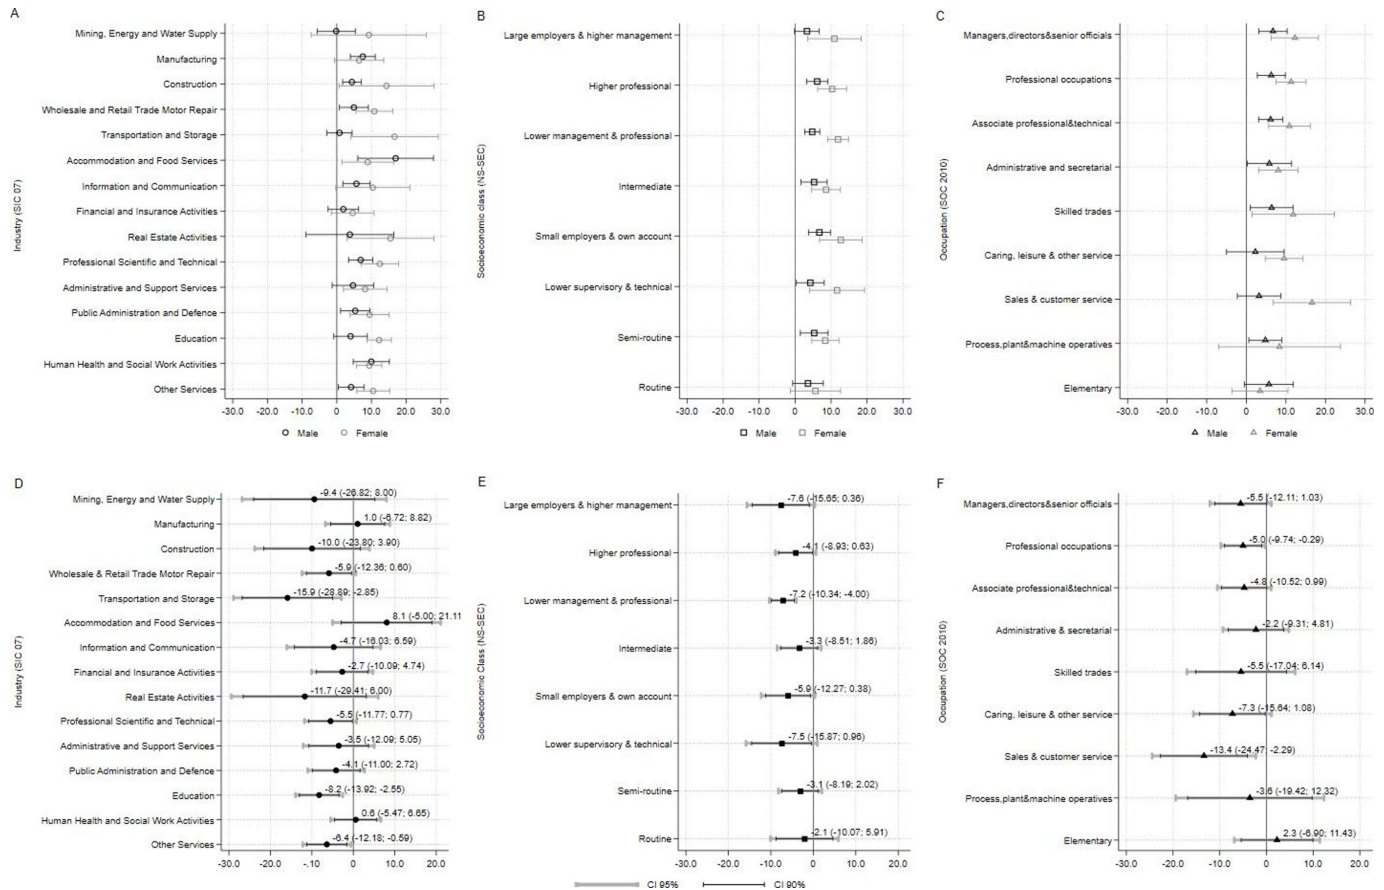 A
Industry (SIC 07)
Mining, Energy and Water Supply
Manufacturing
Construction
Wholesale and Retail Trade Motor Repair
Transportation and Storage
Accommodation and Food Services
Information and Communication
Financial and Insurance Activities
Real Estate Activities
Professional Scientific and Technical
Administrative and Support Services
Public Administration and Defence
Education
Human Health and Social Work Activities
Other Services
-30.0 -20.0 -10.0 0 10.0 20.0 30.0
Male Female
B
Socioeconomic class (NS-SEC)
Large employers & higher management
Higher professional
Lower management & professional
Intermediate
Small employers & own account
Lower supervisory & technical
Semi-routine
Routine
-30.0 -20.0 -10.0 0 10.0 20.0 30.0
Male Female
C
Occupation (SOC 2010)
Managers,directors&senior officials
Professional occupations
Associate professional&technical
Administrative and secretarial
Skilled trades
Caring, leisure & other service
Sales & customer service
Process,plant&machine operatives
Elementary
-30.0 -20.0 -10.0 0 10.0 20.0 30.0
Male Female
D
Industry (SIC 07)
Mining, Energy and Water Supply -9.4 (-26.82; 8.00)
Manufacturing 1.0 (-6.72; 8.82)
Construction -10.0 (-23.80; 3.90)
Wholesale & Retail Trade Motor Repair -5.9 (-12.36; 0.60)
Transportation and Storage -15.9 (-28.89; -2.85)
Accommodation and Food Services 8.1 (-5.00; 21.11
Information and Communication -4.7 (-16.03; 6.59)
Financial and Insurance Activities -2.7 (-10.09; 4.74)
Real Estate Activities -11.7 (-29.41; 6.00)
Professional Scientific and Technical -5.5 (-11.77; 0.77)
Administrative and Support Services -3.5 (-12.09; 5.05)
Public Administration and Defence -4.1 (-11.00; 2.72)
Education -8.2 (-13.92; -2.55)
Human Health and Social Work Activities 0.6 (-5.47; 6.65)
Other Services -6.4 (-12.18; -0.59)
-30.0 -20.0 -10.0 0 10.0 20.0
E
Socioeconomic Class (NS-SEC)
Large employers & higher management -7.6 (-15.65; 0.36)
Higher professional -4.1 (-8.93; 0.63)
Lower management & professional -7.2 (-10.34; -4.00)
Intermediate -3.3 (-8.51; 1.86)
Small employers & own account -5.9 (-12.27; 0.38)
Lower supervisory & technical -7.5 (-15.87; 0.96)
Semi-routine -3.1 (-8.19; 2.02)
Routine -2.1 (-10.07; 5.91)
-30.0 -20.0 -10.0 0 10.0 20.0
F
Occupation (SOC 2010)
Managers,directors&senior officials -5.5 (-12.11; 1.03)
Professional occupations -5.0 (-9.74; -0.29)
Associate professional&technical -4.8 (-10.52; 0.99)
Administrative & secretarial -2.2 (-9.31; 4.81)
Skilled trades -5.5 (-17.04; 6.14)
Caring, leisure & other service -7.3 (-15.64; 1.08)
Sales & customer service -13.4 (-24.47; -2.29)
Process,plant&machine operatives -3.6 (-19.42; 12.32)
Elementary 2.3 (-6.90; 11.43)
-30.0 -20.0 -10.0 0 10.0 20.0
CI 95% CI 90%